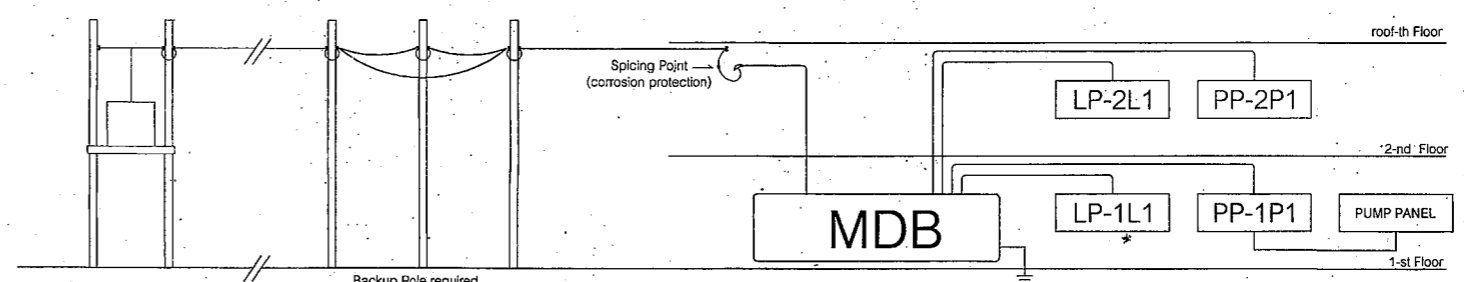 roof-th Floor
Spicing Point
(corrosion protection)
LP-2L1
PP-2P1
2-nd Floor
MDB
LP-1L1
PP-1P1
PUMP PANEL
*
1-st Floor
Backup Pole required